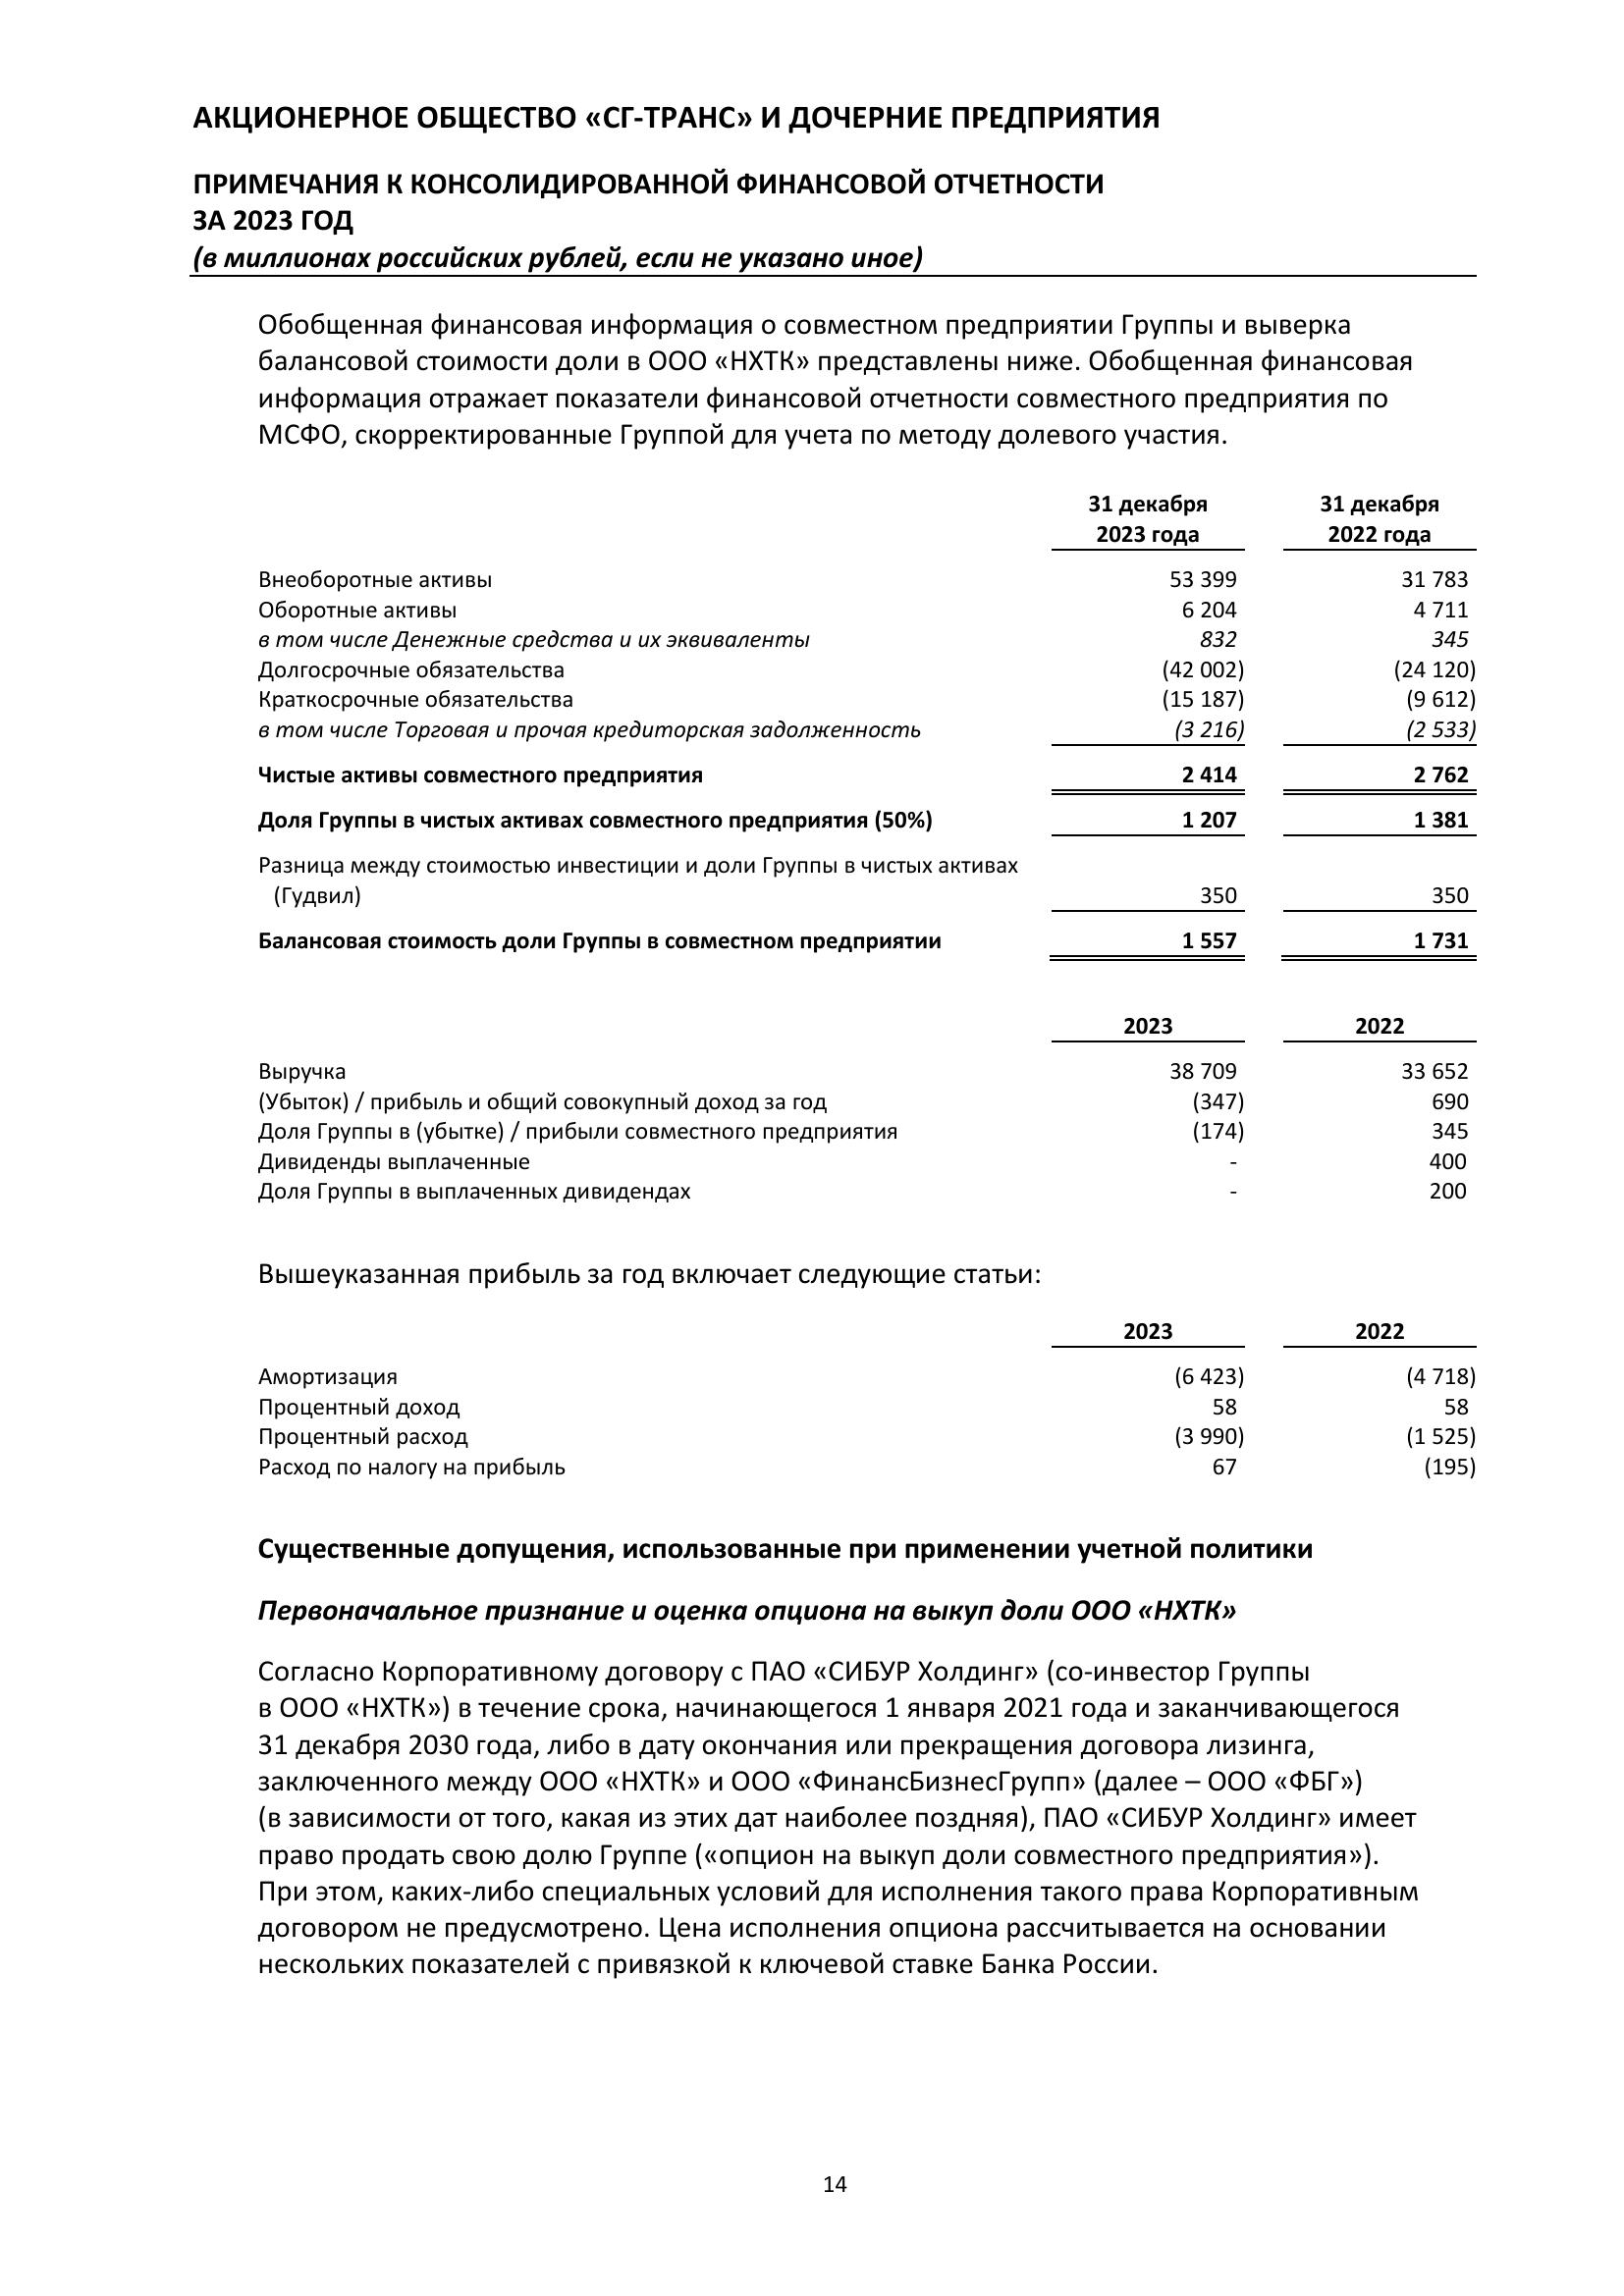 АКЦИОНЕРНОЕ ОБЩЕСТВО «СГ-ТРАНС» И ДОЧЕРНИЕ ПРЕДПРИЯТИЯ
ПРИМЕЧАНИЯ К КОНСОЛИДИРОВАННОЙ ФИНАНСОВОЙ ОТЧЕТНОСТИ
ЗА 2023 ГОД
(в миллионах российских рублей, если не указано иное)
Обобщенная финансовая информация о совместном предприятии Группы и выверка
балансовой стоимости доли в ООО «НХТК» представлены ниже. Обобщенная финансовая
информация отражает показатели финансовой отчетности совместного предприятия по
МСФО, скорректированные Группой для учета по методу долевого участия.
31 декабря 31 декабря
2023 года 2022 года
Внеоборотные активы 53 399 31 783
Оборотные активы 6 204 4 711
в том числе Денежные средства и их эквиваленты 832 345
Долгосрочные обязательства (42 002) (24 120)
Краткосрочные обязательства (15 187) (9 612)
в том числе Торговая и прочая кредиторская задолженность (3 216) (2 533)
Чистые активы совместного предприятия 2 414 2 762
Доля Группы в чистых активах совместного предприятия (50%) 1 207 1 381
Разница между стоимостью инвестиции и доли Группы в чистых активах
(Гудвил) 350 350
Балансовая стоимость доли Группы в совместном предприятии 1 557 1 731
2023 2022
Выручка 38 709 33 652
(Убыток) / прибыль и общий совокупный доход за год (347) 690
Доля Группы в (убытке) / прибыли совместного предприятия (174) 345
Дивиденды выплаченные - 400
Доля Группы в выплаченных дивидендах - 200
Вышеуказанная прибыль за год включает следующие статьи:
2023 2022
Амортизация (6 423) (4 718)
Процентный доход 58 58
Процентный расход (3 990) (1 525)
Расход по налогу на прибыль 67 (195)
Существенные допущения, использованные при применении учетной политики
Первоначальное признание и оценка опциона на выкуп доли ООО «НХТК»
Согласно Корпоративному договору с ПАО «СИБУР Холдинг» (со-инвестор Группы
в ООО «НХТК») в течение срока, начинающегося 1 января 2021 года и заканчивающегося
31 декабря 2030 года, либо в дату окончания или прекращения договора лизинга,
заключенного между ООО «НХТК» и ООО «ФинансБизнесГрупп» (далее – ООО «ФБГ»)
(в зависимости от того, какая из этих дат наиболее поздняя), ПАО «СИБУР Холдинг» имеет
право продать свою долю Группе («опцион на выкуп доли совместного предприятия»).
При этом, каких-либо специальных условий для исполнения такого права Корпоративным
договором не предусмотрено. Цена исполнения опциона рассчитывается на основании
нескольких показателей с привязкой к ключевой ставке Банка России.
14